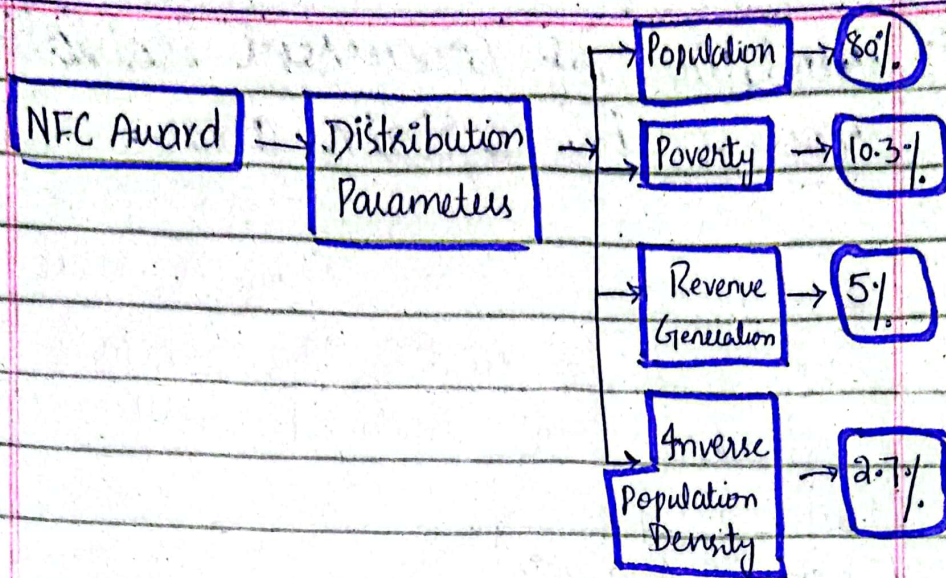 NFC Award
Distribution
Parameters
Population
80%
Poverty
10.3%
Revenue
Generation
5%
Inverse
Population
Density
2.7%